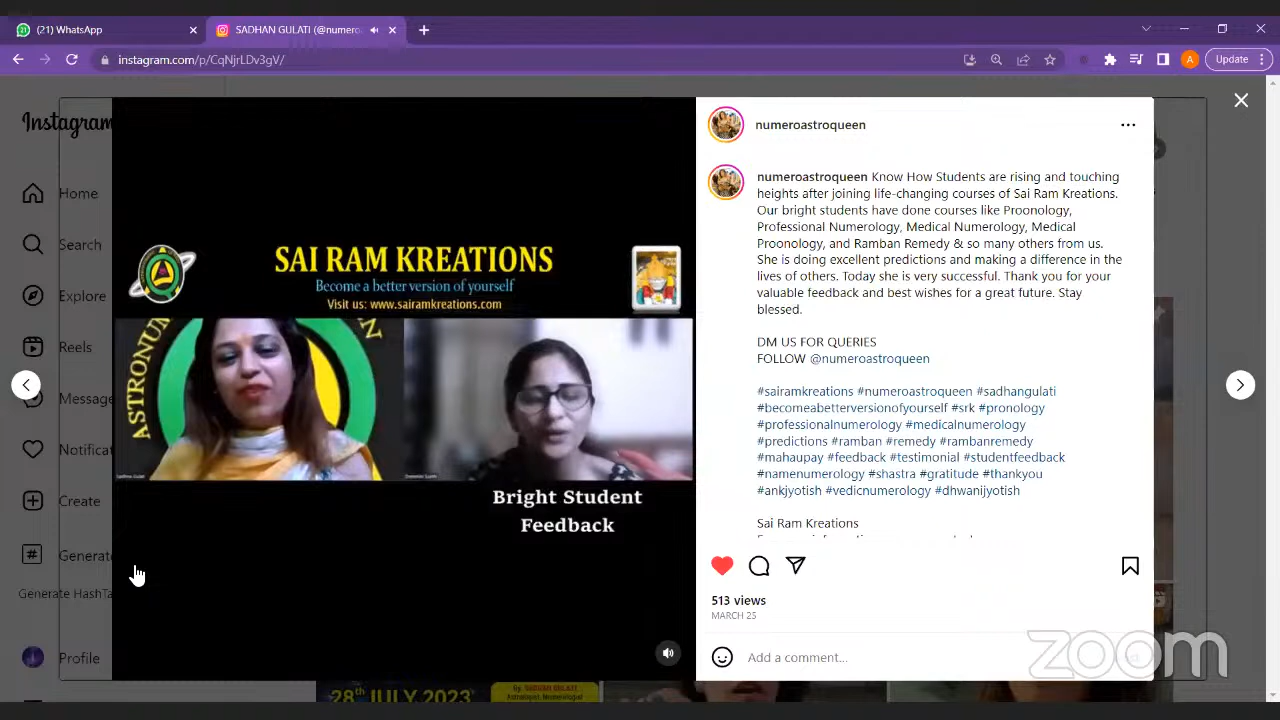 (21) WhatsApp
SADHAN GULATI (@numero
instagram.com/p/CqNjrLDv3gV/
A
Update
Instagram
Home
Search
Explore
Reels
Message
Notificat
Create
#
Generate
Generate HashTa
Profile
SAI RAM KREATIONS
Become a better version of yourself
Visit us: www.sairamkreations.com
ASTRONUM
N
Bright Student
Feedback
numeroastroqueen
numeroastroqueen Know How Students are rising and touching
heights after joining life-changing courses of Sai Ram Kreations.
Our bright students have done courses like Proonology,
Professional Numerology, Medical Numerology, Medical
Proonology, and Ramban Remedy & so many others from us.
She is doing excellent predictions and making a difference in the
lives of others. Today she is very successful. Thank you for your
valuable feedback and best wishes for a great future. Stay
blessed.
DM US FOR QUERIES
FOLLOW @numeroastroqueen
#sairamkreations #numeroastroqueen #sadhangulati
#becomeabetterversionofyourself #srk #pronology
#professionalnumerology #medicalnumerology
#predictions #ramban #remedy #rambanremedy
#mahaupay #feedback #testimonial #studentfeedback
#namenumerology #shastra #gratitude #thankyou
#ankjyotish #vedicnumerology #dhwanijyotish
Sai Ram Kreations
513 views
MARCH 25
Add a comment...
zoom
28th JULY 2023